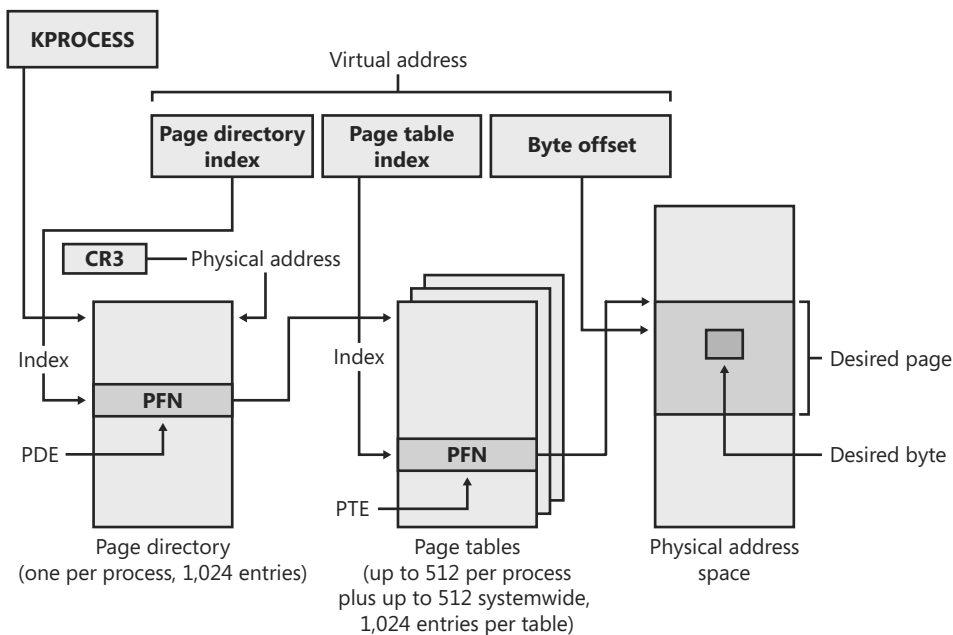 KPROCESS
Virtual address
Page directory
index
Page table
index
Byte offset
CR3
Physical address
Index
Index
Desired page
PFN
PDE
PFN
Desired byte
PTE
Page directory
(one per process, 1,024 entries)
Page tables
(up to 512 per process
plus up to 512 systemwide,
1,024 entries per table)
Physical address
space